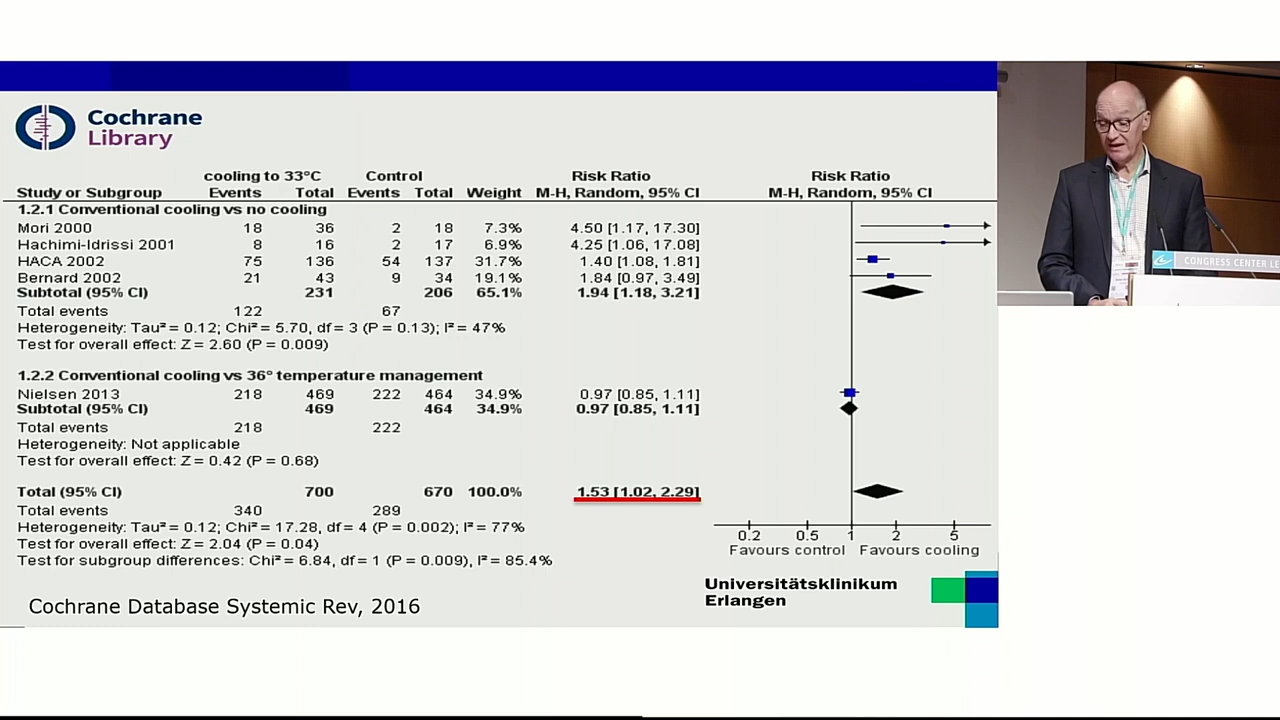 Cochrane
Library
cooling to 33°C Control Risk Ratio Risk Ratio
Study or Subgroup Events Total Events Total Weight M-H, Random, 95% CI M-H, Random, 95% CI
1.2.1 Conventional cooling vs no cooling
Mori 2000 18 36 2 18 7.3% 4.50 [1.17, 17.30]
Hachimi-Idrissi 2001 8 16 2 17 6.9% 4.25 [1.06, 17.08]
HACA 2002 75 136 54 137 31.7% 1.40 [1.08, 1.81]
Bernard 2002 21 43 9 34 19.1% 1.84 [0.97, 3.49]
Subtotal (95% CI) 231 206 65.1% 1.94 [1.18, 3.21]
Total events 122 67
Heterogeneity: Tau² = 0.12; Chi² = 5.70, df = 3 (P = 0.13); I² = 47%
Test for overall effect: Z = 2.60 (P = 0.009)
1.2.2 Conventional cooling vs 36° temperature management
Nielsen 2013 218 469 222 464 34.9% 0.97 [0.85, 1.11]
Subtotal (95% CI) 469 464 34.9% 0.97 [0.85, 1.11]
Total events 218 222
Heterogeneity: Not applicable
Test for overall effect: Z = 0.42 (P = 0.68)
Total (95% CI) 700 670 100.0% 1.53 [1.02, 2.29]
Total events 340 289
Heterogeneity: Tau² = 0.12; Chi² = 17.28, df = 4 (P = 0.002); I² = 77%
Test for overall effect: Z = 2.04 (P = 0.04)
Test for subgroup differences: Chi² = 6.84, df = 1 (P = 0.009), I² = 85.4%
0.2 0.5 1 2 5
Favours control Favours cooling
Universitätsklinikum
Erlangen
Cochrane Database Systemic Rev, 2016
CONGRESS CENTER LE